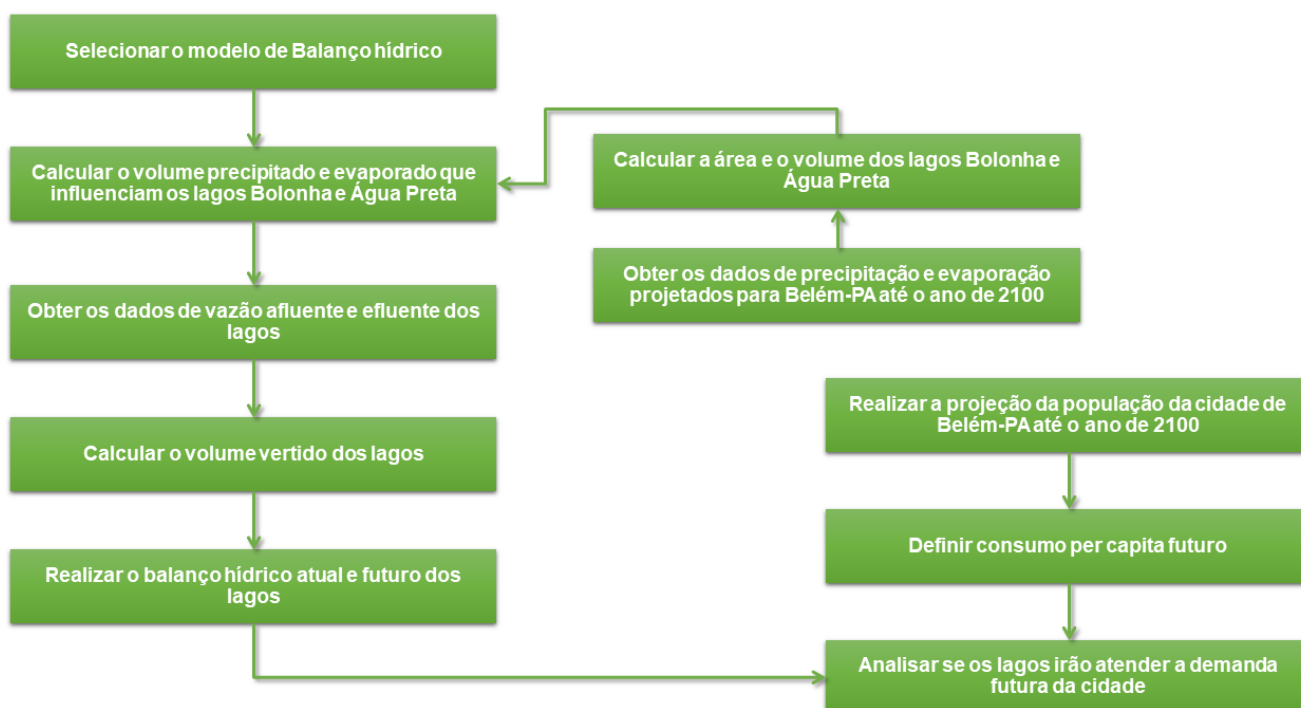 Selecionar o modelo de Balanço hídrico
Calcular o volume precipitado e evaporado que
influenciam os lagos Bolonha e Água Preta
Calcular a área e o volume dos lagos Bolonha e
Água Preta
Obter os dados de precipitação e evaporação
projetados para Belém-PA até o ano de 2100
Obter os dados de vazão afluente e efluente dos
lagos
Calcular o volume vertido dos lagos
Realizar o balanço hídrico atual e futuro dos
lagos
Realizar a projeção da população da cidade de
Belém-PA até o ano de 2100
Definir consumo per capita futuro
Analisar se os lagos irão atender a demanda
futura da cidade